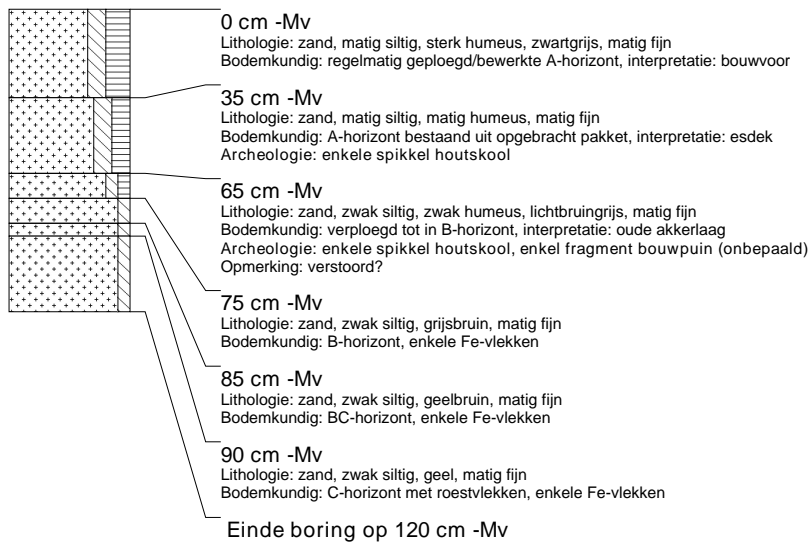 0 cm -Mv
Lithologie: zand, matig siltig, sterk humeus, zwartgrijs, matig fijn
Bodemkundig: regelmatig geploegd/bewerkte A-horizont, interpretatie: bouwvoor
35 cm -Mv
Lithologie: zand, matig siltig, matig humeus, matig fijn
Bodemkundig: A-horizont bestaand uit opgebracht pakket, interpretatie: esdek
Archeologie: enkele spikkel houtskool
65 cm -Mv
Lithologie: zand, zwak siltig, zwak humeus, lichtbruingrijs, matig fijn
Bodemkundig: verploegd tot in B-horizont, interpretatie: oude akkerlaag
Archeologie: enkele spikkel houtskool, enkel fragment bouwpuin (onbepaald)
Opmerking: verstoord?
75 cm -Mv
Lithologie: zand, zwak siltig, grijsbruin, matig fijn
Bodemkundig: B-horizont, enkele Fe-vlekken
85 cm -Mv
Lithologie: zand, zwak siltig, geelbruin, matig fijn
Bodemkundig: BC-horizont, enkele Fe-vlekken
90 cm -Mv
Lithologie: zand, zwak siltig, geel, matig fijn
Bodemkundig: C-horizont met roestvlekken, enkele Fe-vlekken
Einde boring op 120 cm -Mv